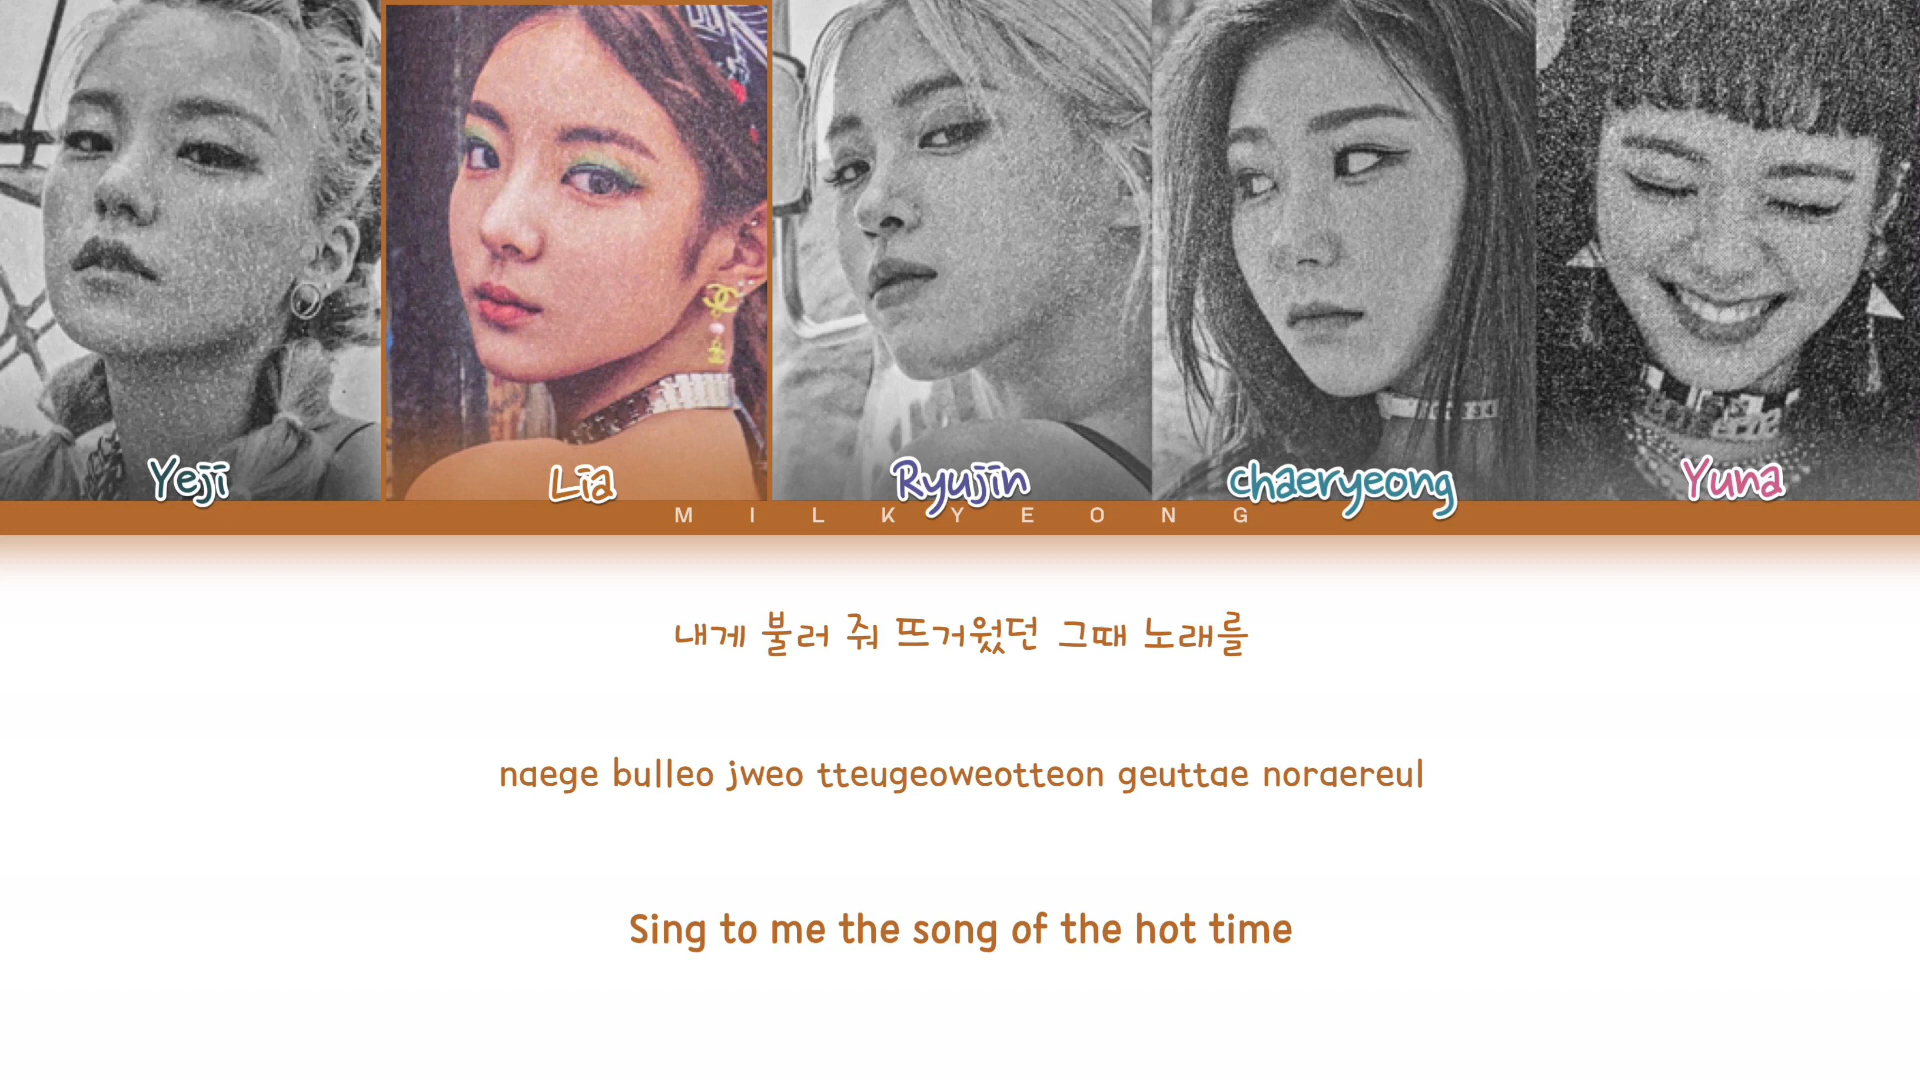 Yeji Lia Ryujin chaeryeong Yuna
MILKYEONG
내게 불러 줘 뜨거웠던 그때 노래를
naege bulleo jweo tteugeoweotteon geuttae noraereul
Sing to me the song of the hot time